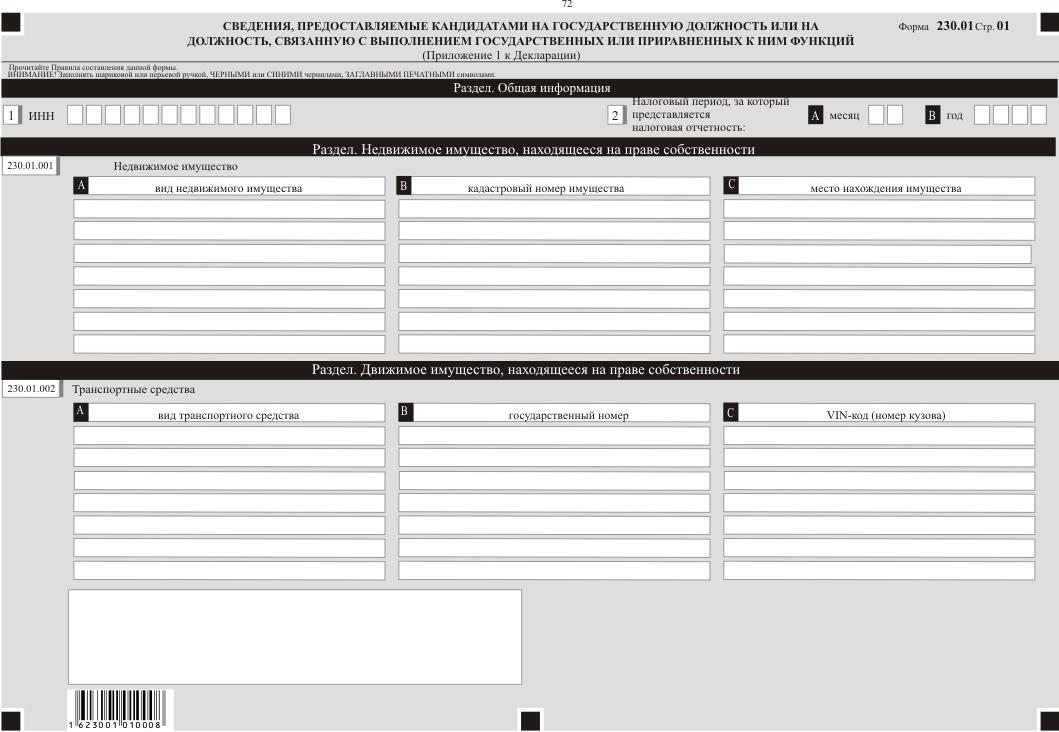 72
СВЕДЕНИЯ, ПРЕДОСТАВЛЯЕМЫЕ КАНДИДАТАМИ НА ГОСУДАРСТВЕННУЮ ДОЛЖНОСТЬ ИЛИ НА
ДОЛЖНОСТЬ, СВЯЗАННУЮ С ВЫПОЛНЕНИЕМ ГОСУДАРСТВЕННЫХ ИЛИ ПРИРАВНЕННЫХ К НИМ ФУНКЦИЙ
(Приложение 1 к Декларации)
Форма 230.01 Стр. 01
Прочитайте Правила составления данной формы.
ВНИМАНИЕ! Заполнять шариковой или перьевой ручкой, ЧЕРНЫМИ или СИНИМИ чернилами, ЗАГЛАВНЫМИ ПЕЧАТНЫМИ символами.
Раздел. Общая информация
1 ИНН
2 Налоговый период, за который
представляется
налоговая отчетность:
A месяц B год
Раздел. Недвижимое имущество, находящееся на праве собственности
230.01.001 Недвижимое имущество
A вид недвижимого имущества B кадастровый номер имущества C место нахождения имущества
Раздел. Движимое имущество, находящееся на праве собственности
230.01.002 Транспортные средства
A вид транспортного средства B государственный номер C VIN-код (номер кузова)
1 623001 010008